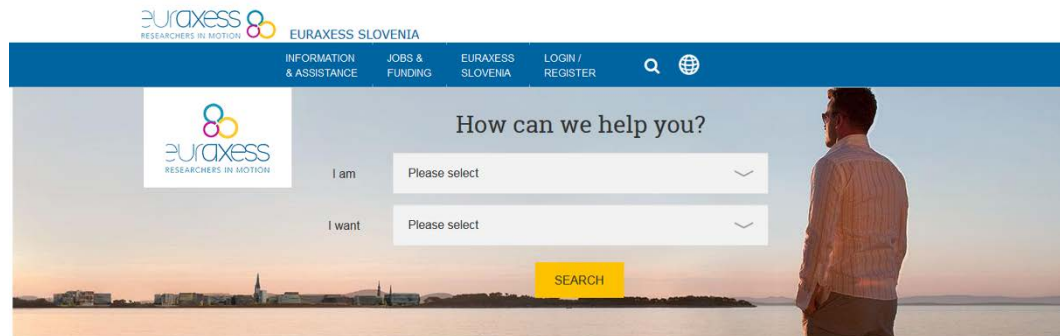 euraxess
RESEARCHERS IN MOTION
EURAXESS SLOVENIA
INFORMATION
& ASSISTANCE
JOBS &
FUNDING
EURAXESS
SLOVENIA
LOGIN /
REGISTER
euraxess
RESEARCHERS IN MOTION
How can we help you?
I am
Please select
I want
Please select
SEARCH